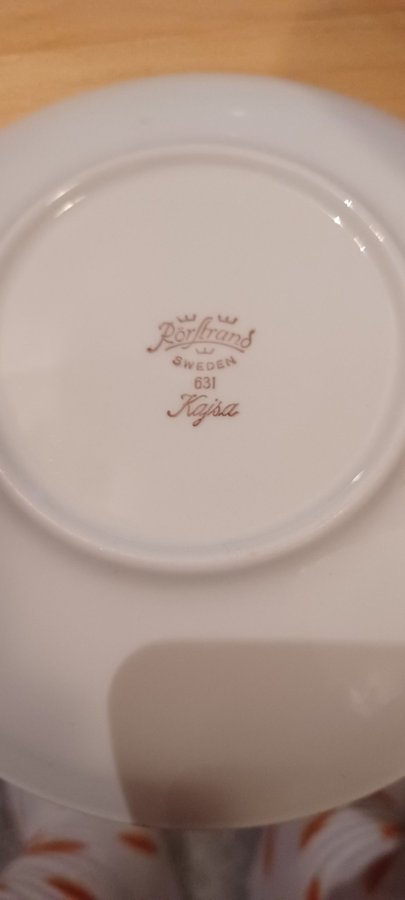 Rörstrand
SWEDEN
631
Kajsa